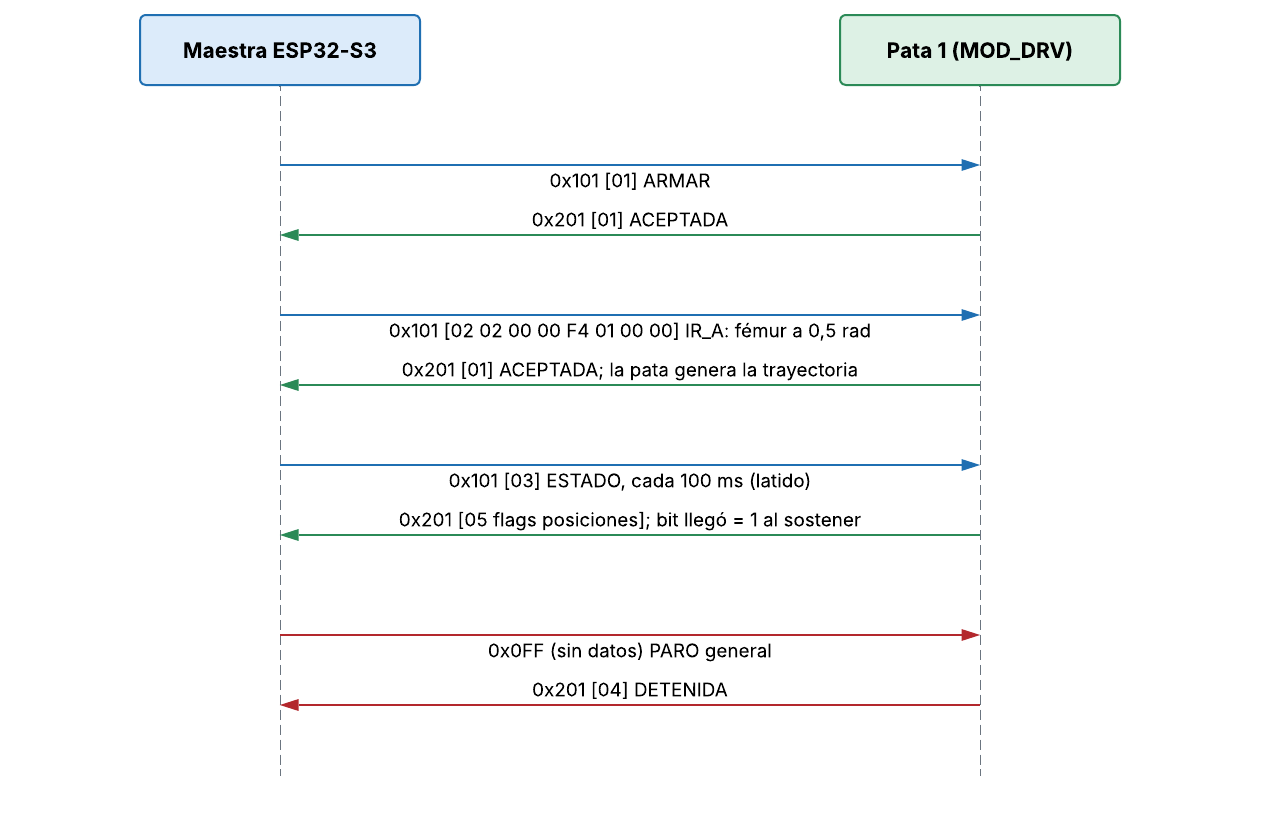 Maestra ESP32-S3
Pata 1 (MOD_DRV)
0x101 [01] ARMAR
0x201 [01] ACEPTADA
0x101 [02 02 00 00 F4 01 00 00] IR_A: fémur a 0,5 rad
0x201 [01] ACEPTADA; la pata genera la trayectoria
0x101 [03] ESTADO, cada 100 ms (latido)
0x201 [05 flags posiciones]; bit llegó = 1 al sostener
0x0FF (sin datos) PARO general
0x201 [04] DETENIDA